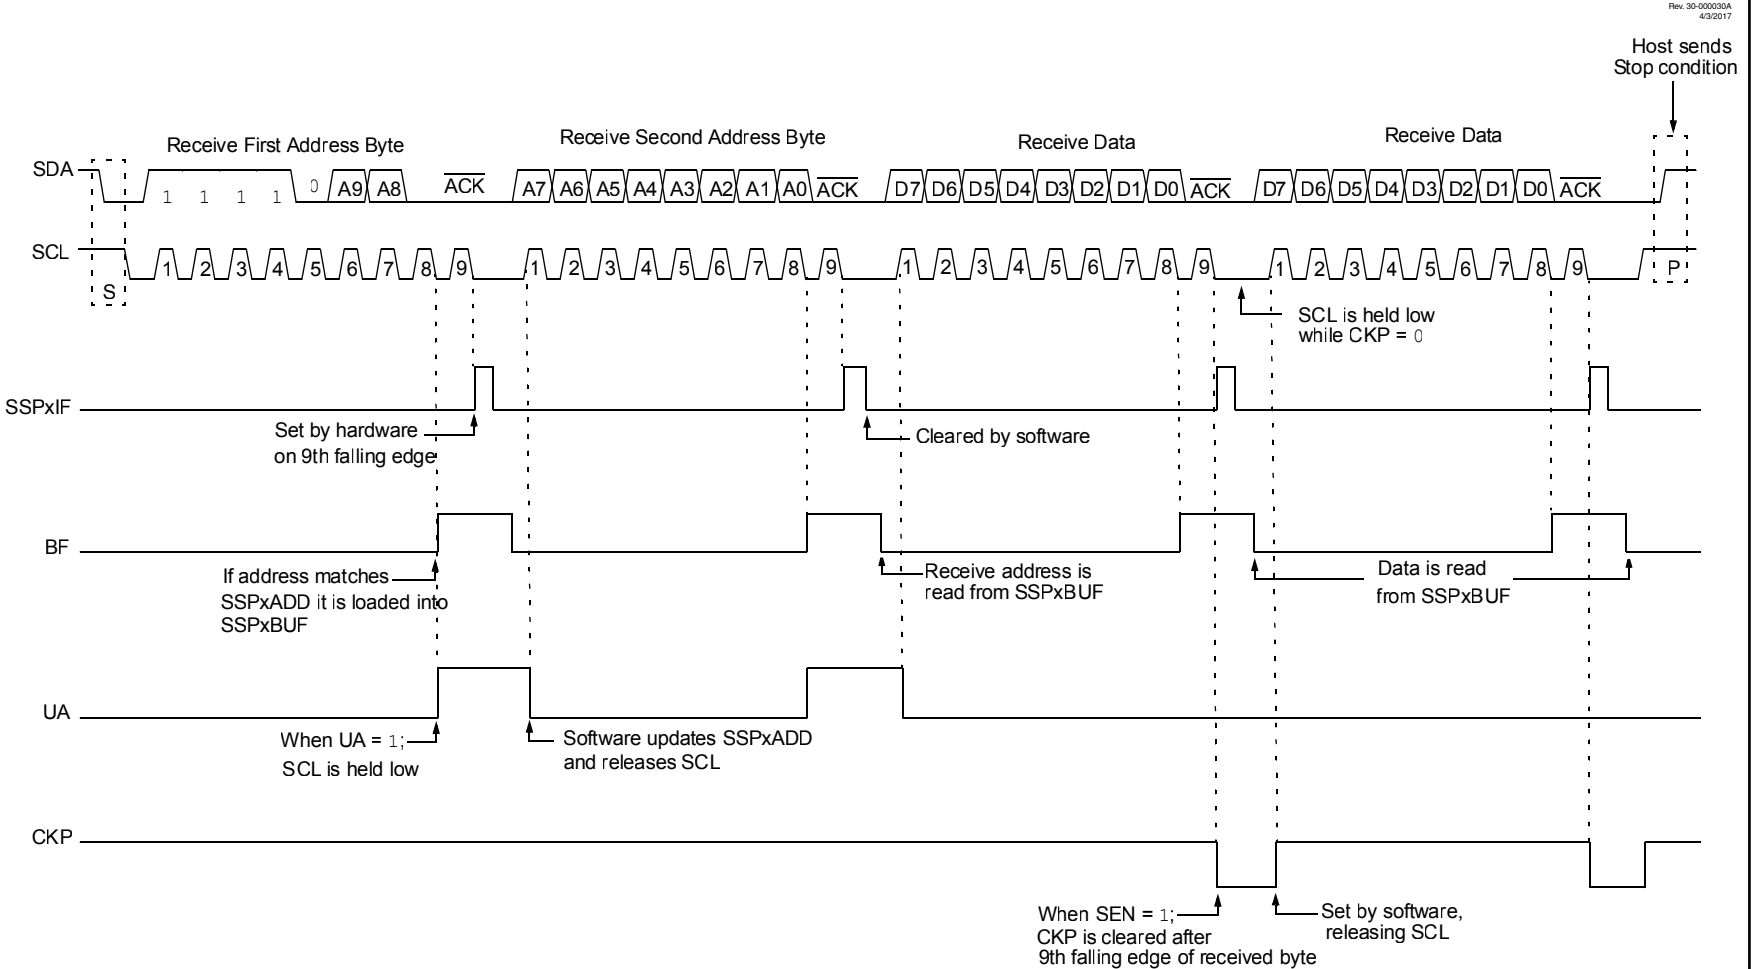 Rev. 30-000030A
4/3/2017
Host sends
Stop condition
Receive First Address Byte
Receive Second Address Byte
Receive Data
Receive Data
SDA
1 1 1 1 0 A9 A8 ACK A7 A6 A5 A4 A3 A2 A1 A0 ACK D7 D6 D5 D4 D3 D2 D1 D0 ACK D7 D6 D5 D4 D3 D2 D1 D0 ACK
SCL
S 1 2 3 4 5 6 7 8 9 1 2 3 4 5 6 7 8 9 1 2 3 4 5 6 7 8 9 1 2 3 4 5 6 7 8 9 P
SCL is held low
while CKP = 0
SSPxIF
Set by hardware
on 9th falling edge
Cleared by software
BF
If address matches
SSPxADD it is loaded into
SSPxBUF
Receive address is
read from SSPxBUF
Data is read
from SSPxBUF
UA
When UA = 1;
SCL is held low
Software updates SSPxADD
and releases SCL
CKP
When SEN = 1;
CKP is cleared after
9th falling edge of received byte
Set by software,
releasing SCL